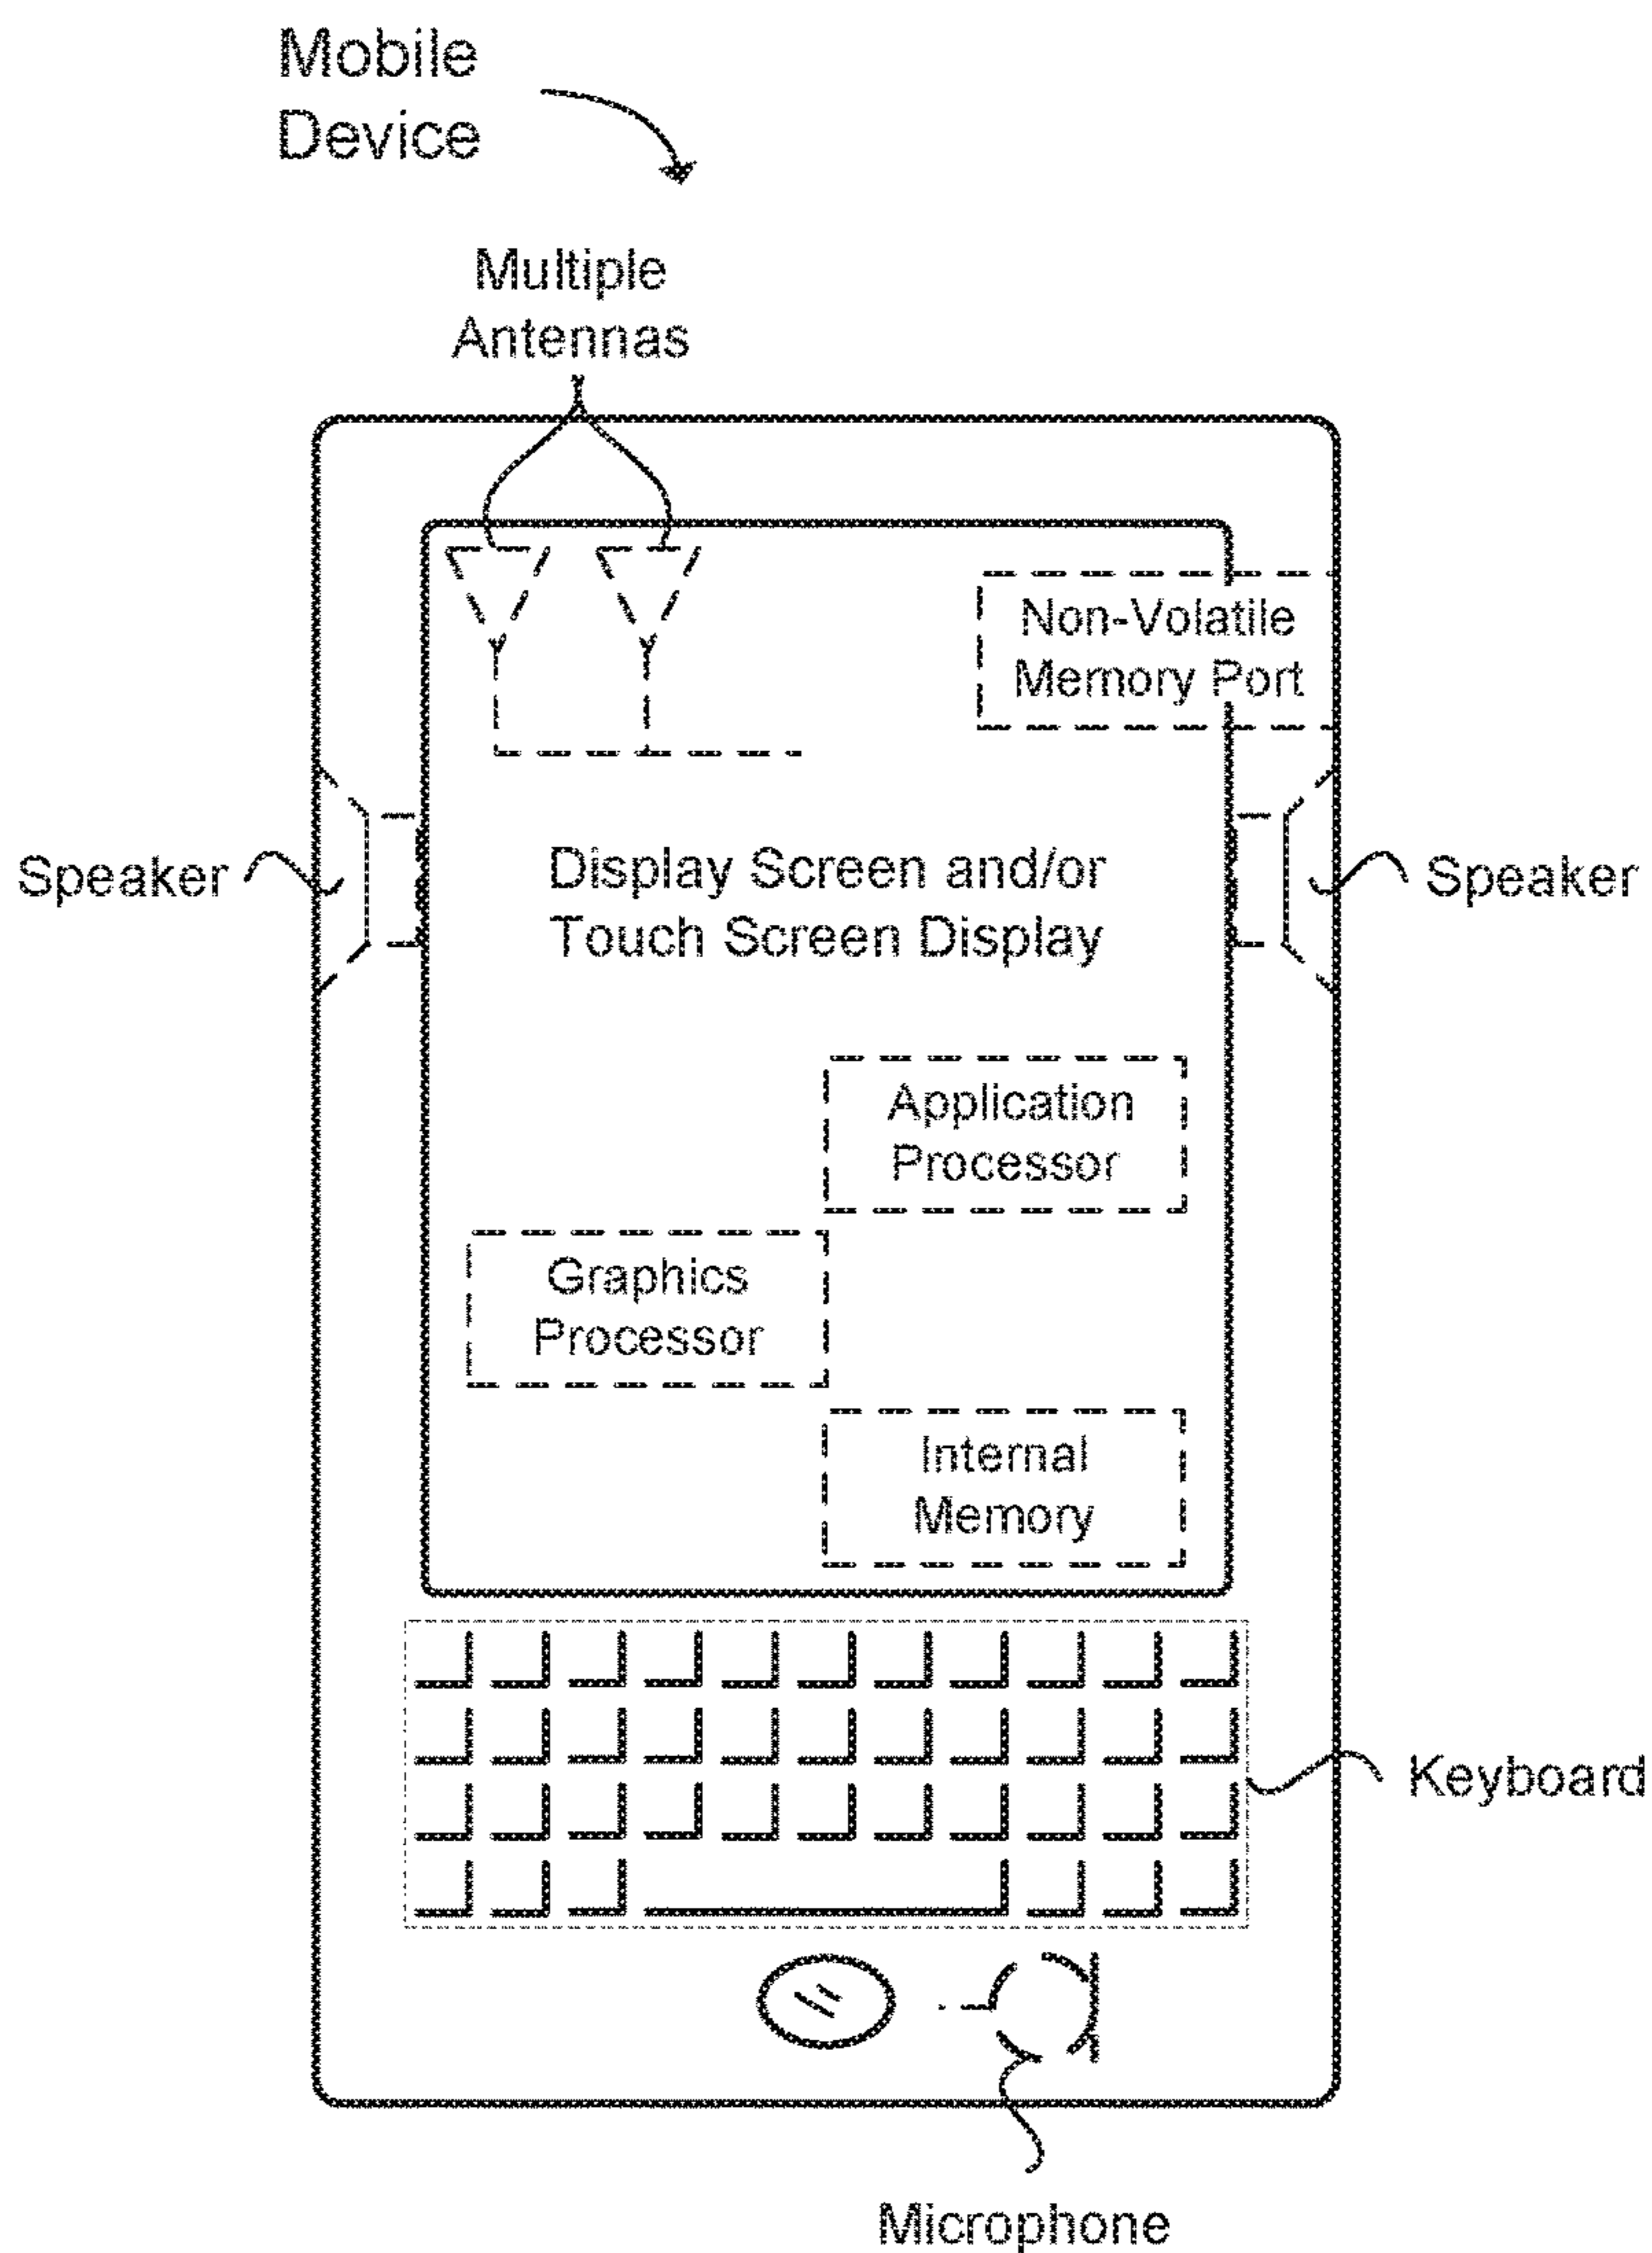 Mobile
Device
Multiple
Antennas
Non-Volatile
Memory Port
Speaker
Display Screen and/or
Touch Screen Display
Speaker
Application
Processor
Graphics
Processor
Internal
Memory
Keyboard
Microphone